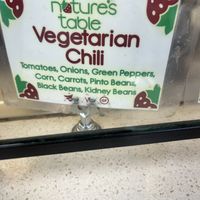 nature's
table
Vegetarian
Chili
Tomatoes, Onions, Green Peppers,
Corn, Carrots, Pinto Beans,
Black Beans, Kidney Beans